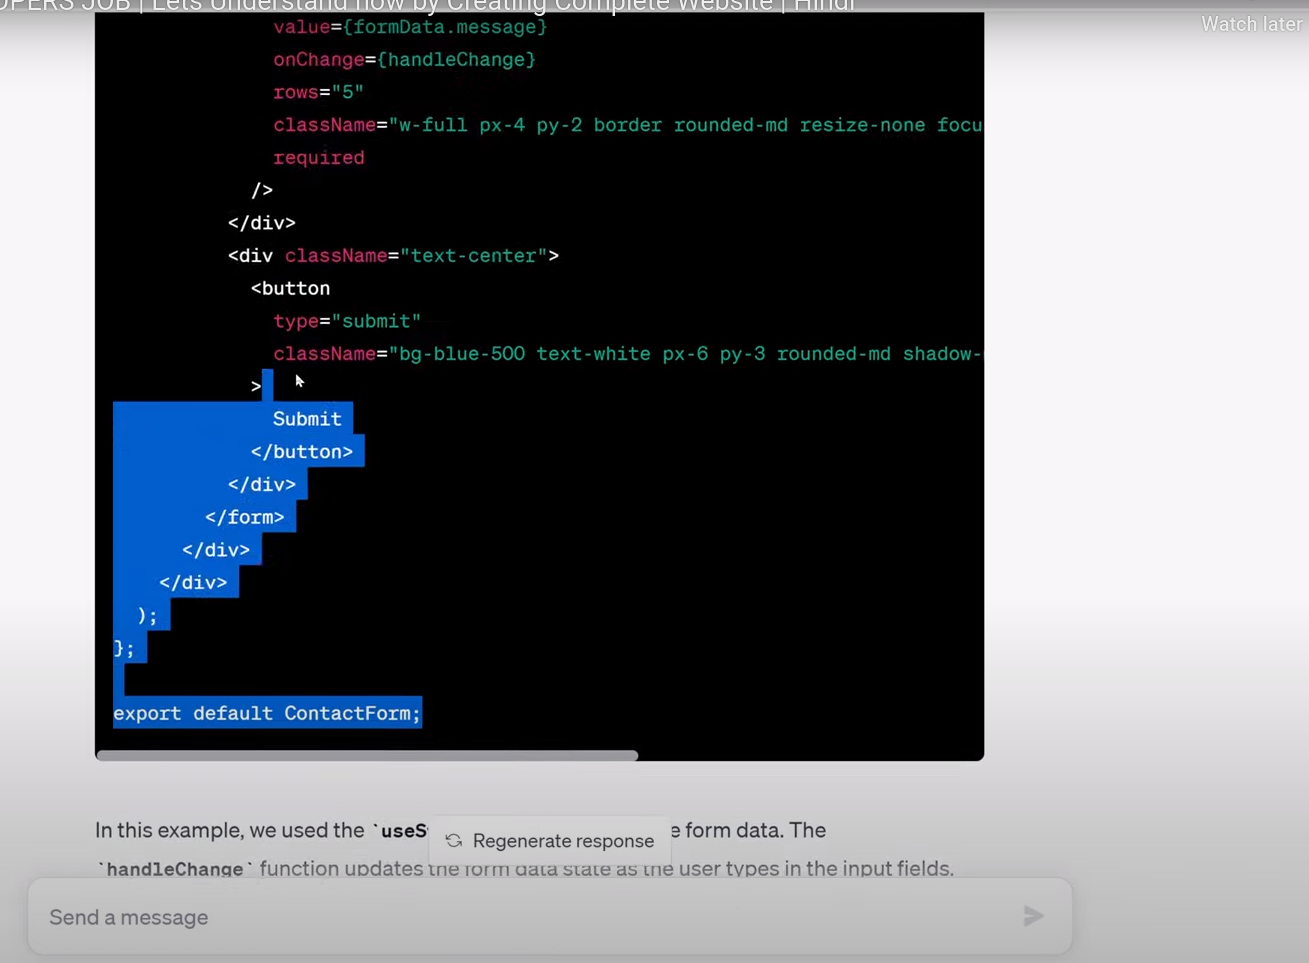 JOB | Lets Understand how by Creating Complete Website | Hindi
Watch later
value={formData.message}
onChange={handleChange}
rows="5"
className="w-full px-4 py-2 border rounded-md resize-none
required
/>
</div>
<div className="text-center">
<button
type="submit"
className="bg-blue-500 text-white px-6 py-3 rounded-md shadow-
>
Submit
</button>
</div>
</form>
</div>
</div>
);
};
export default ContactForm;
In this example, we used the `useS
Regenerate response
form data. The
`handleChange` function updates the form data state as the user types in the input fields.
Send a message